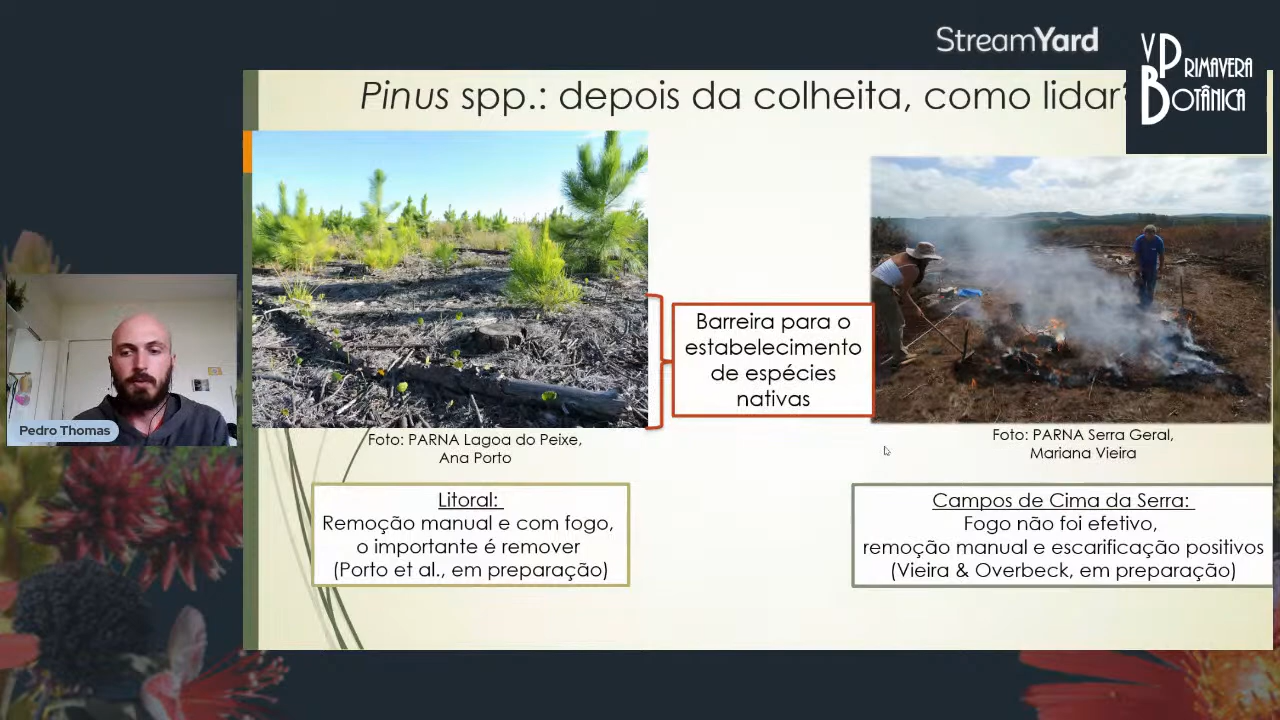 StreamYard
V PRIMAVERA
BOTÂNICA
Pinus spp.: depois da colheita, como lidar?
Barreira para o
estabelecimento
de espécies
nativas
Pedro Thomas
Foto: PARNA Lagoa do Peixe,
Ana Porto
Foto: PARNA Serra Geral,
Mariana Vieira
Litoral:
Remoção manual e com fogo,
o importante é remover
(Porto et al., em preparação)
Campos de Cima da Serra:
Fogo não foi efetivo,
remoção manual e escarificação positivos
(Vieira & Overbeck, em preparação)